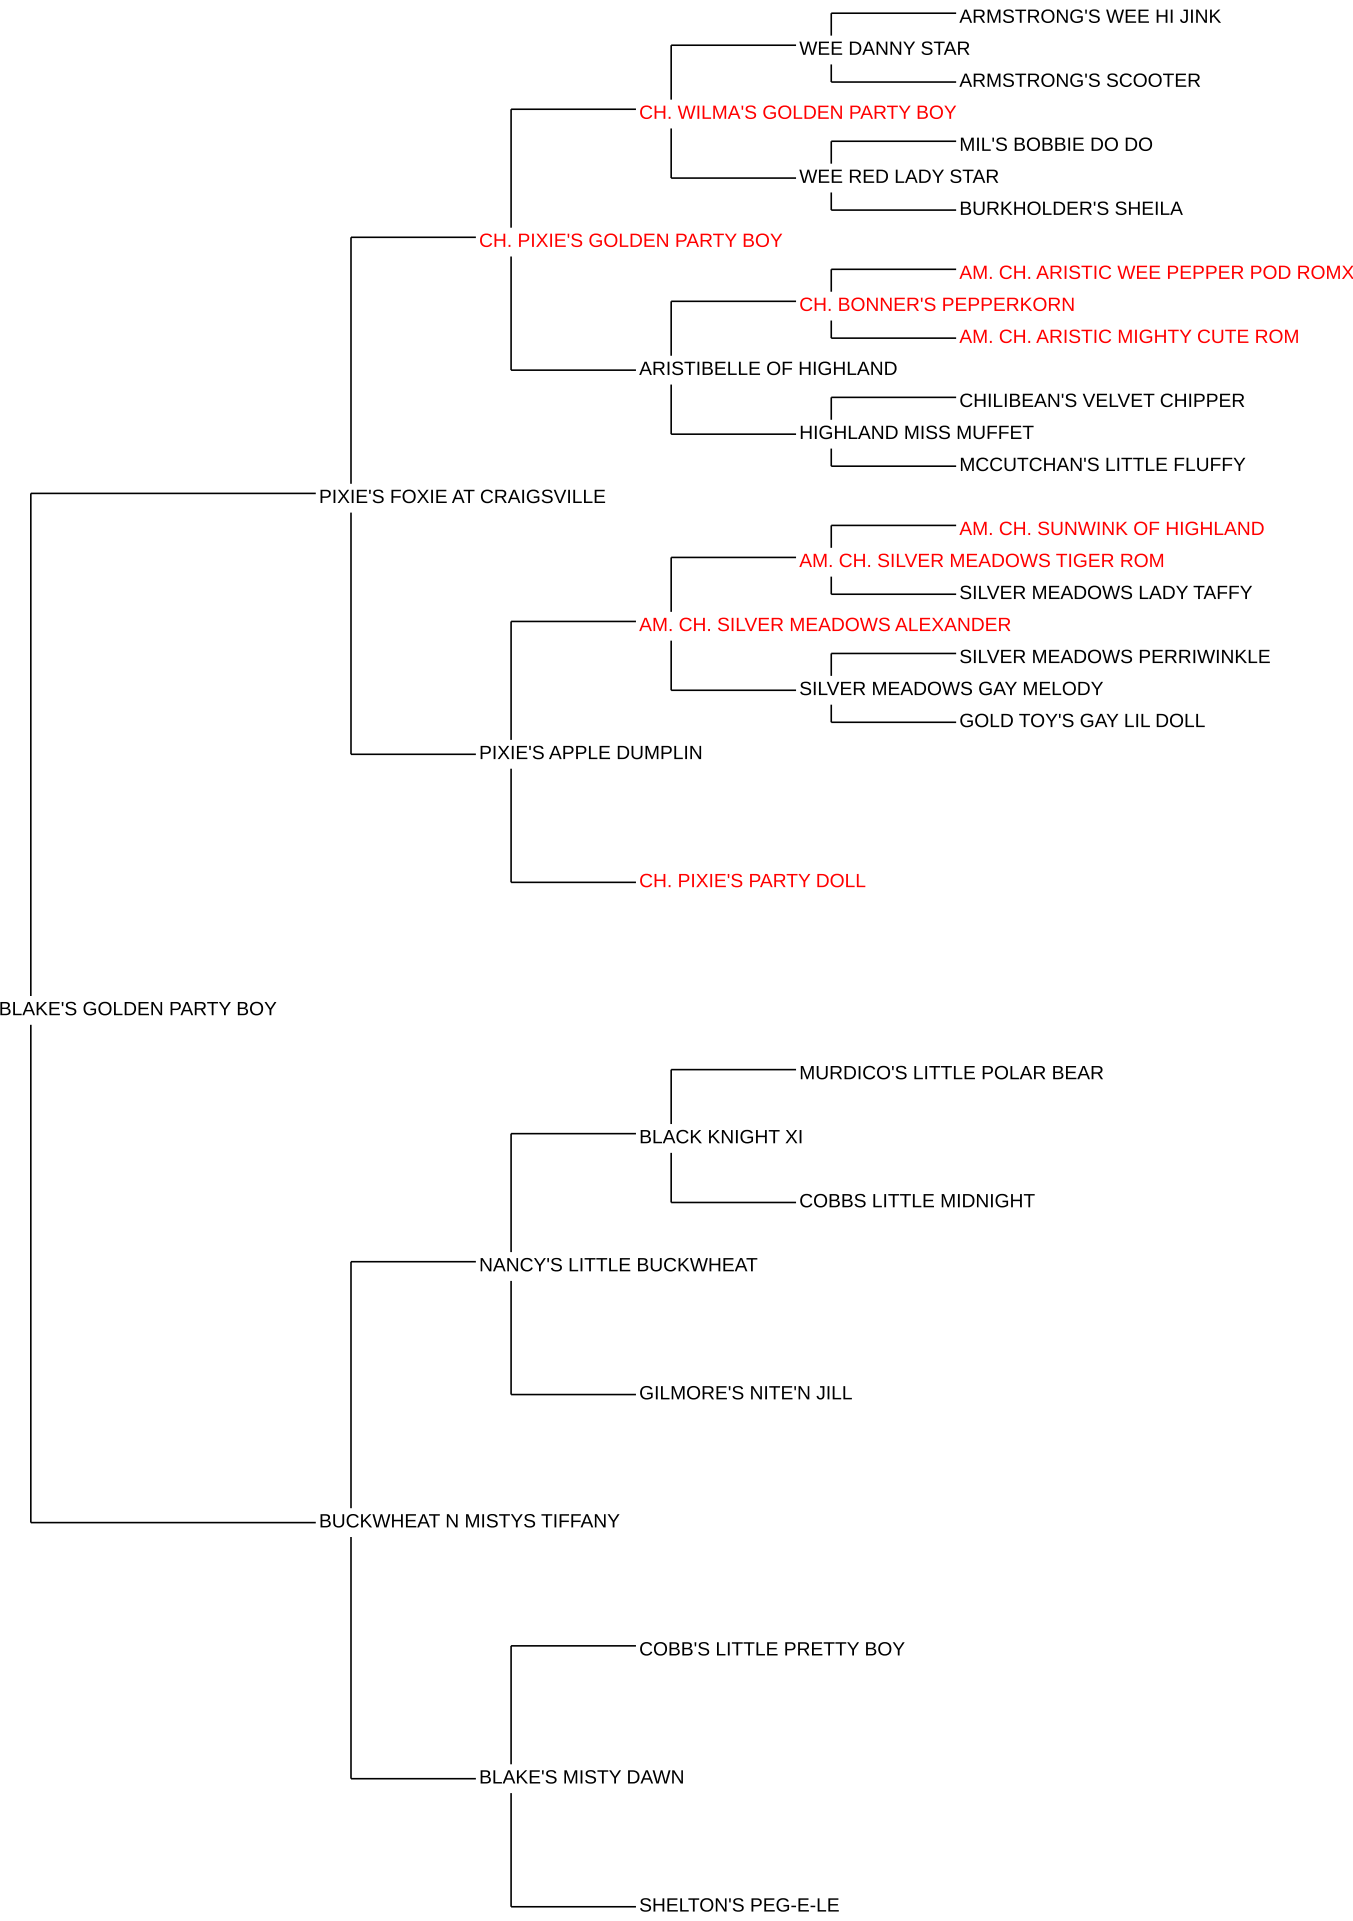 ARMSTRONG'S WEE HI JINK
WEE DANNY STAR
ARMSTRONG'S SCOOTER
CH. WILMA'S GOLDEN PARTY BOY
MIL'S BOBBIE DO DO
WEE RED LADY STAR
BURKHOLDER'S SHEILA
CH. PIXIE'S GOLDEN PARTY BOY
AM. CH. ARISTIC WEE PEPPER POD ROMX
CH. BONNER'S PEPPERKORN
AM. CH. ARISTIC MIGHTY CUTE ROM
ARISTIBELLE OF HIGHLAND
CHILIBEAN'S VELVET CHIPPER
HIGHLAND MISS MUFFET
MCCUTCHAN'S LITTLE FLUFFY
PIXIE'S FOXIE AT CRAIGSVILLE
AM. CH. SUNWINK OF HIGHLAND
AM. CH. SILVER MEADOWS TIGER ROM
SILVER MEADOWS LADY TAFFY
AM. CH. SILVER MEADOWS ALEXANDER
SILVER MEADOWS PERRIWINKLE
SILVER MEADOWS GAY MELODY
GOLD TOY'S GAY LIL DOLL
PIXIE'S APPLE DUMPLIN
CH. PIXIE'S PARTY DOLL
BLAKE'S GOLDEN PARTY BOY
MURDICO'S LITTLE POLAR BEAR
BLACK KNIGHT XI
COBBS LITTLE MIDNIGHT
NANCY'S LITTLE BUCKWHEAT
GILMORE'S NITE'N JILL
BUCKWHEAT N MISTYS TIFFANY
COBB'S LITTLE PRETTY BOY
BLAKE'S MISTY DAWN
SHELTON'S PEG-E-LE